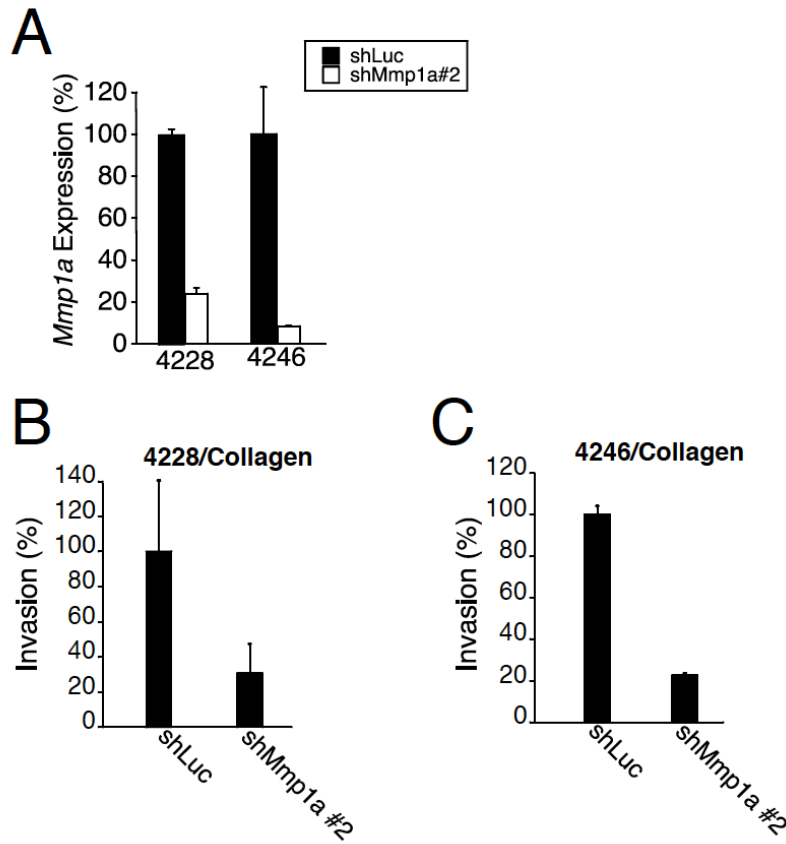 A
shLuc
shMmp1a#2
Mmp1a Expression (%)
120
100
80
60
40
20
0
4228
4246
B
4228/Collagen
Invasion (%)
140
120
100
80
60
40
20
0
shLuc
shMmp1a #2
C
4246/Collagen
Invasion (%)
120
100
80
60
40
20
0
shLuc
shMmp1a #2